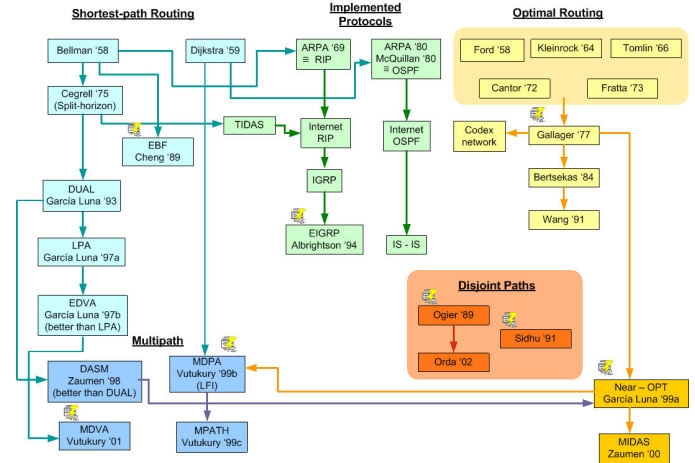 Shortest-path Routing
Implemented
Protocols
Optimal Routing
Bellman '58
Dijkstra '59
ARPA '69
≅ RIP
ARPA '80
McQuillan '80
≅ OSPF
Ford '58
Kleinrock '64
Tomlin '66
Cantor '72
Fratta '73
Cegrell '75
(Split-horizon)
TIDAS
EBF
Cheng '89
Internet
RIP
Internet
OSPF
Codex
network
Gallager '77
IGRP
Bertsekas '84
DUAL
García Luna '93
Wang '91
EIGRP
Albrightson '94
IS - IS
LPA
García Luna '97a
EDVA
García Luna '97b
(better than LPA)
Disjoint Paths
Ogier '89
Sidhu '91
Orda '02
Multipath
DASM
Zaumen '98
(better than DUAL)
MDPA
Vutukury '99b
(LFI)
Near – OPT
García Luna '99a
MDVA
Vutukury '01
MPATH
Vutukury '99c
MIDAS
Zaumen '00